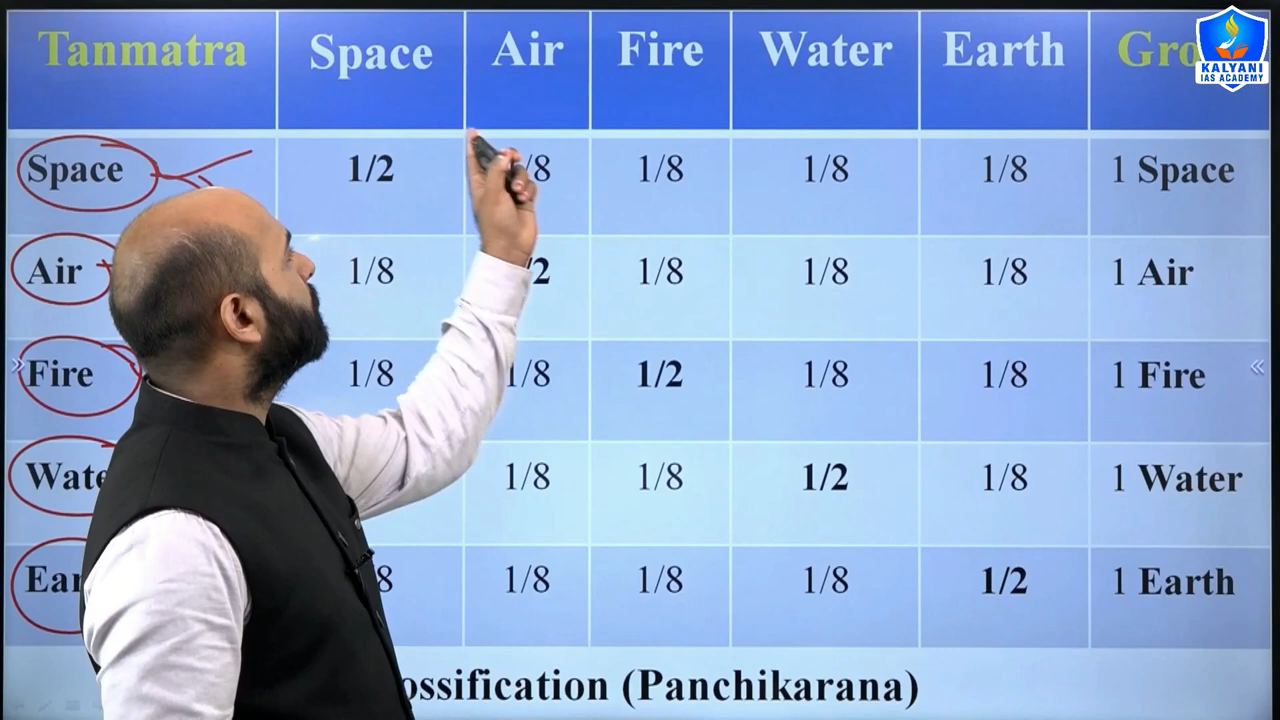 Tanmatra Space Air Fire Water Earth
KALYANI
IAS ACADEMY
Space 1/2 1/8 1/8 1/8 1 Space
Air 1/8 1/8 1/8 1/8 1 Air
Fire 1/8 1/8 1/2 1/8 1/8 1 Fire
1/8 1/8 1/2 1/8 1 Water
1/8 1/8 1/8 1/2 1 Earth
(Panchikarana)